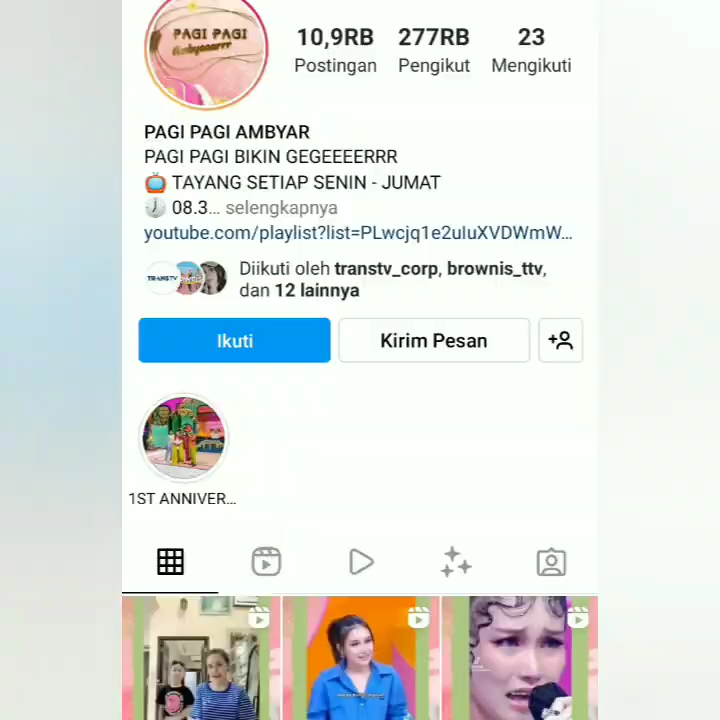 PAGI PAGI
Ambyaarrr
10,9RB 277RB 23
Postingan Pengikut Mengikuti
PAGI PAGI AMBYAR
PAGI PAGI BIKIN GEGEEEERRR
TAYANG SETIAP SENIN - JUMAT
08.3... selengkapnya
youtube.com/playlist?list=PLwcjq1e2uIuXVDWmW...
TRANSTV
Diikuti oleh transtv_corp, brownis_ttv,
dan 12 lainnya
Ikuti
Kirim Pesan
1ST ANNIVER...